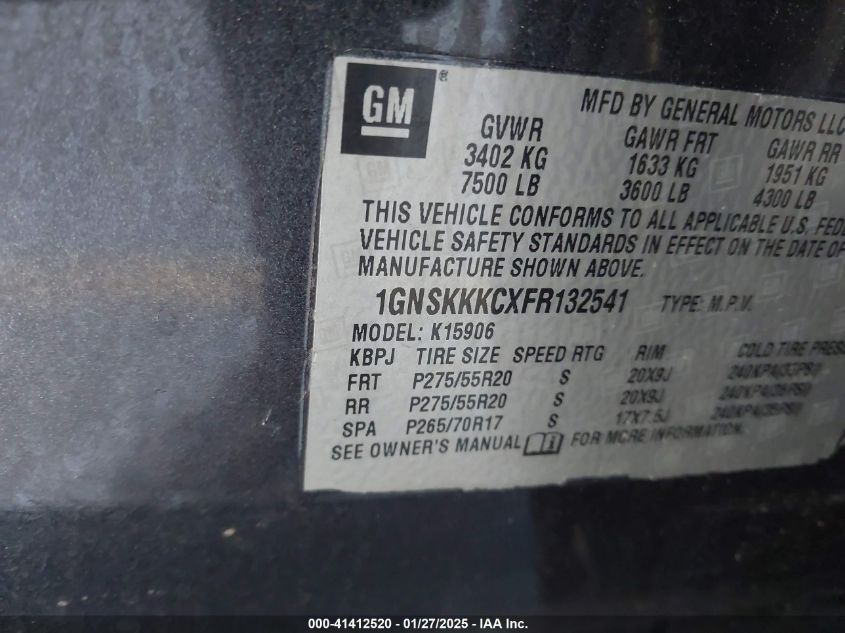 GM®
MFD BY GENERAL MOTORS LLC
GVWR GAWR FRT GAWR RR
3402 KG 1633 KG 1951 KG
7500 LB 3600 LB 4300 LB
THIS VEHICLE CONFORMS TO ALL APPLICABLE U.S. FEDE
VEHICLE SAFETY STANDARDS IN EFFECT ON THE DATE OF
MANUFACTURE SHOWN ABOVE.
1GNSKKKCXFR132541 TYPE: M.P.V.
MODEL: K15906
KBPJ TIRE SIZE SPEED RTG RIM COLD TIRE PRES
FRT P275/55R20 S 20X9J
RR P275/55R20 S 20X9J
SPA P265/70R17 S 17X7.5J
SEE OWNER'S MANUAL FOR MORE INFORMATION.
000-41412520 - 01/27/2025 - IAA Inc.